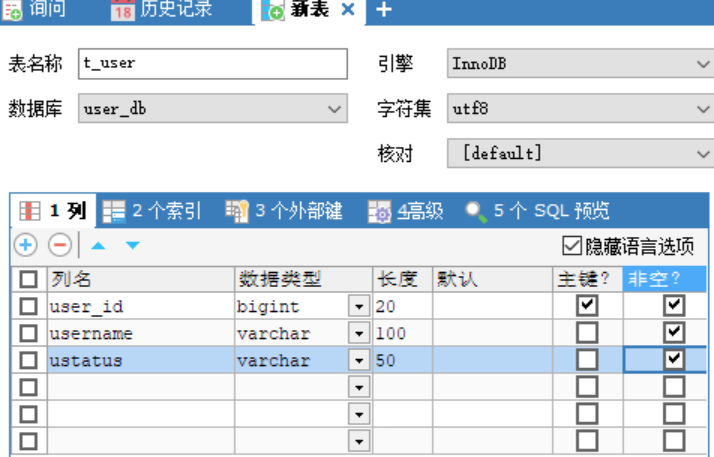 询问 18 历史记录 新表 × +
表名称 t_user 引擎 InnoDB
数据库 user_db 字符集 utf8
核对 [default]
1 列 2 个索引 3 个外部键 4高级 5 个 SQL 预览
隐藏语言选项
列名 数据类型 长度 默认 主键? 非空?
user_id bigint 20
username varchar 100
ustatus varchar 50